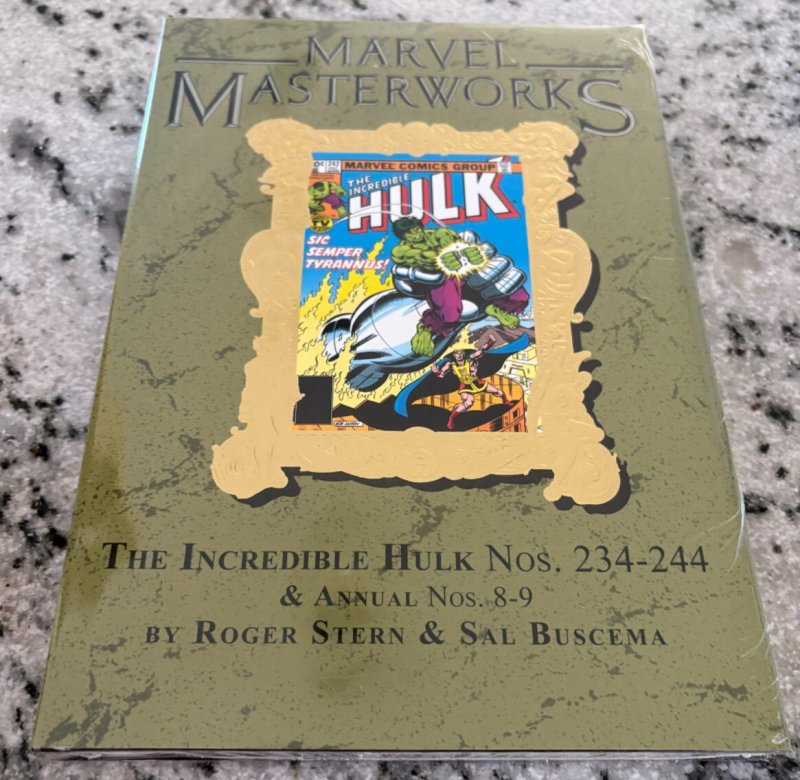 MARVEL
MASTERWORKS
MARVEL COMICS GROUP
THE
INCREDIBLE
HULK
SIC
SEMPER
TYRANNUS!
THE INCREDIBLE HULK NOS. 234-244
& ANNUAL NOS. 8-9
BY ROGER STERN & SAL BUSCEMA